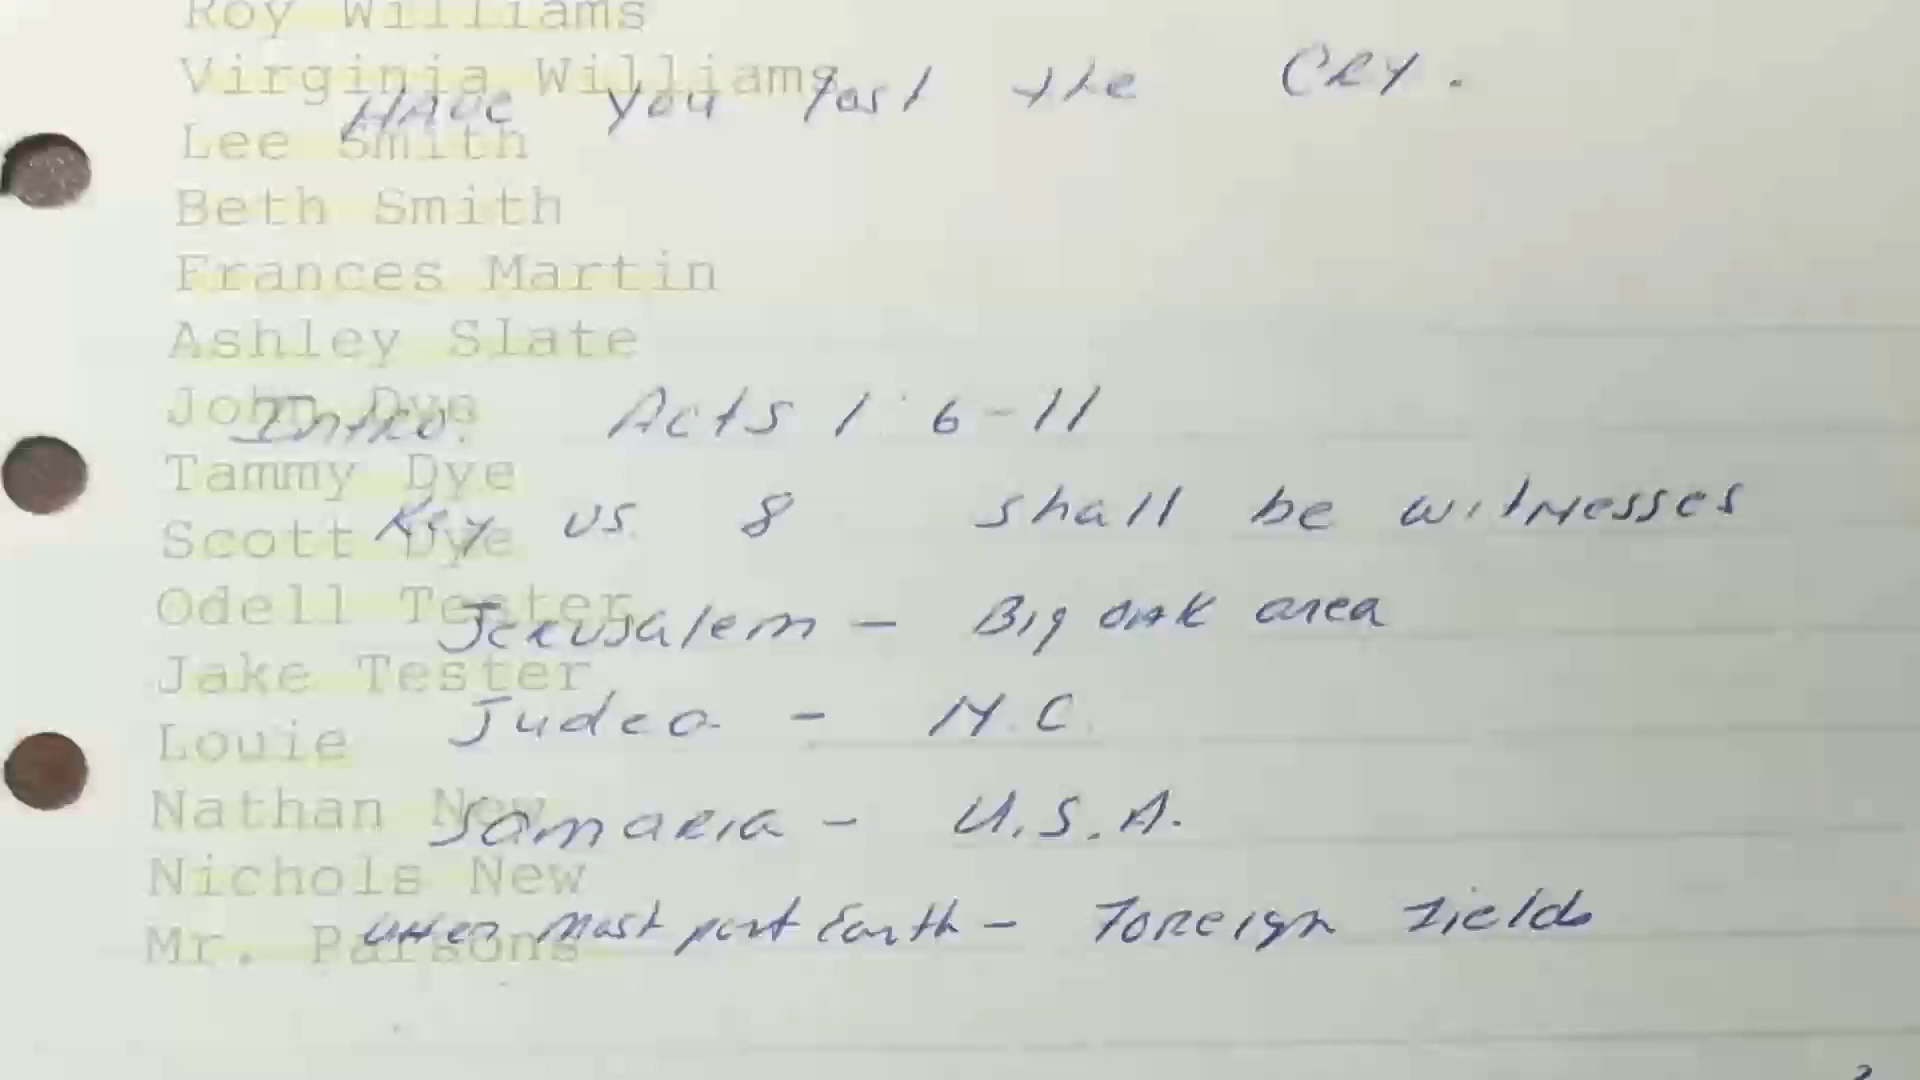 Roy Williams
Virginia Williams
Have you lost the CRY.
Lee Smith
Beth Smith
Frances Martin
Ashley Slate
John Dye
Intro. Acts 1:6-11
Tammy Dye
Key vs. 8 shall be witnesses
Scott Dye
Odell Tester
Jerusalem - Big oak area
Jake Tester
Judea - N.C.
Louie
Nathan New
Samaria - U.S.A.
Nichols New
utter most part Earth - Foreign Fields
Mr. Parsons